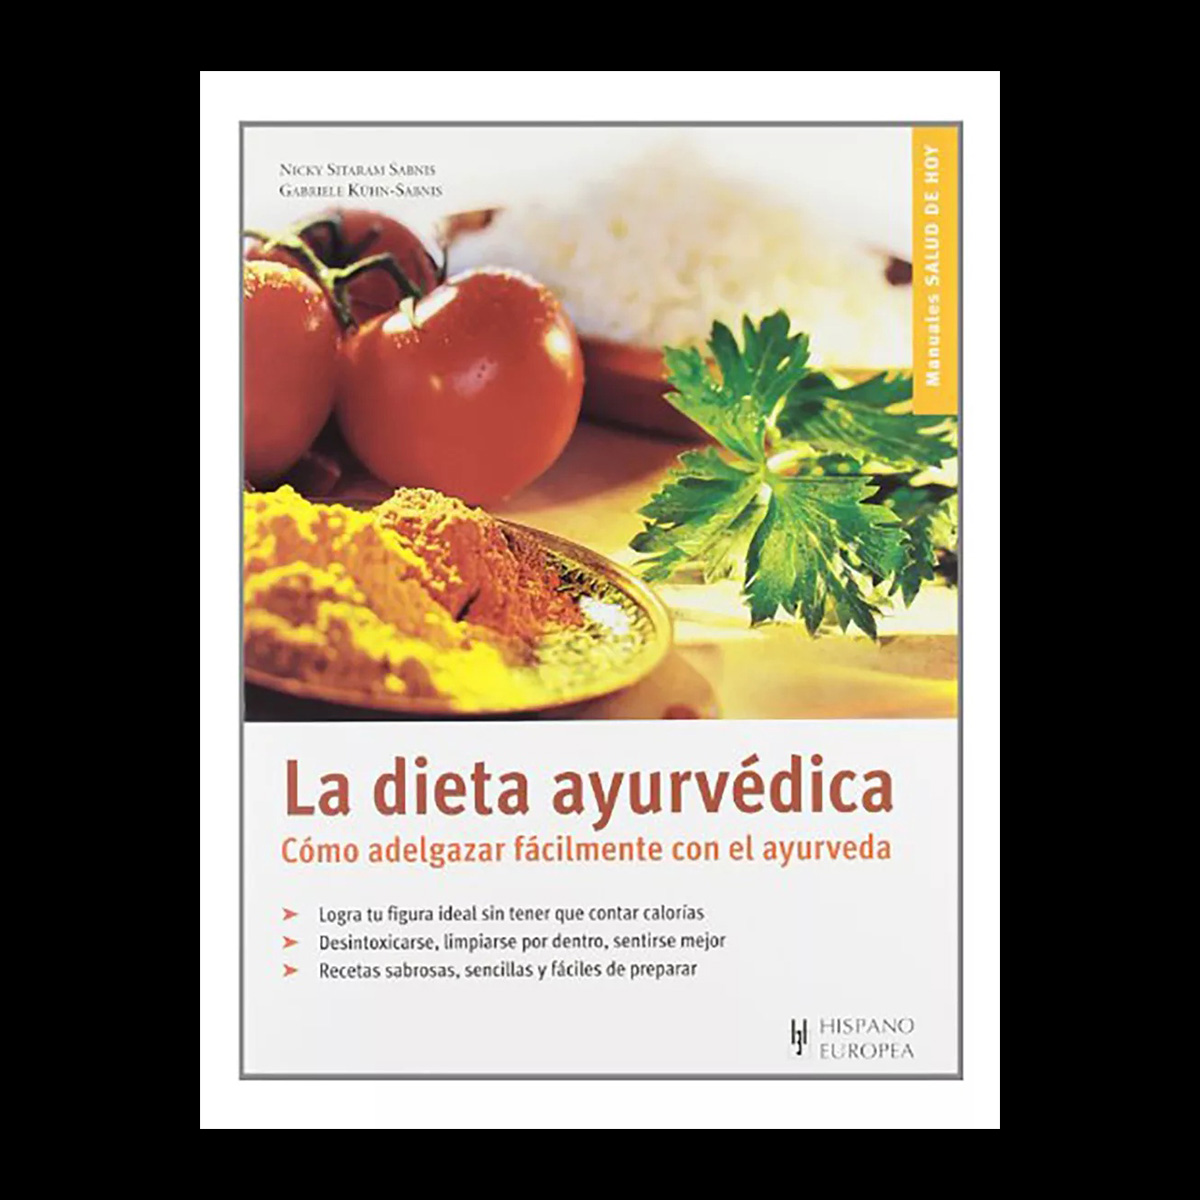 NICKY SITARAM SABNIS
GABRIELE KÜHN-SABNIS
Manuales SALUD DE HOY
La dieta ayurvédica
Cómo adelgazar fácilmente con el ayurveda
Logra tu figura ideal sin tener que contar calorías
Desintoxicarse, limpiarse por dentro, sentirse mejor
Recetas sabrosas, sencillas y fáciles de preparar
HISPANO
EUROPEA